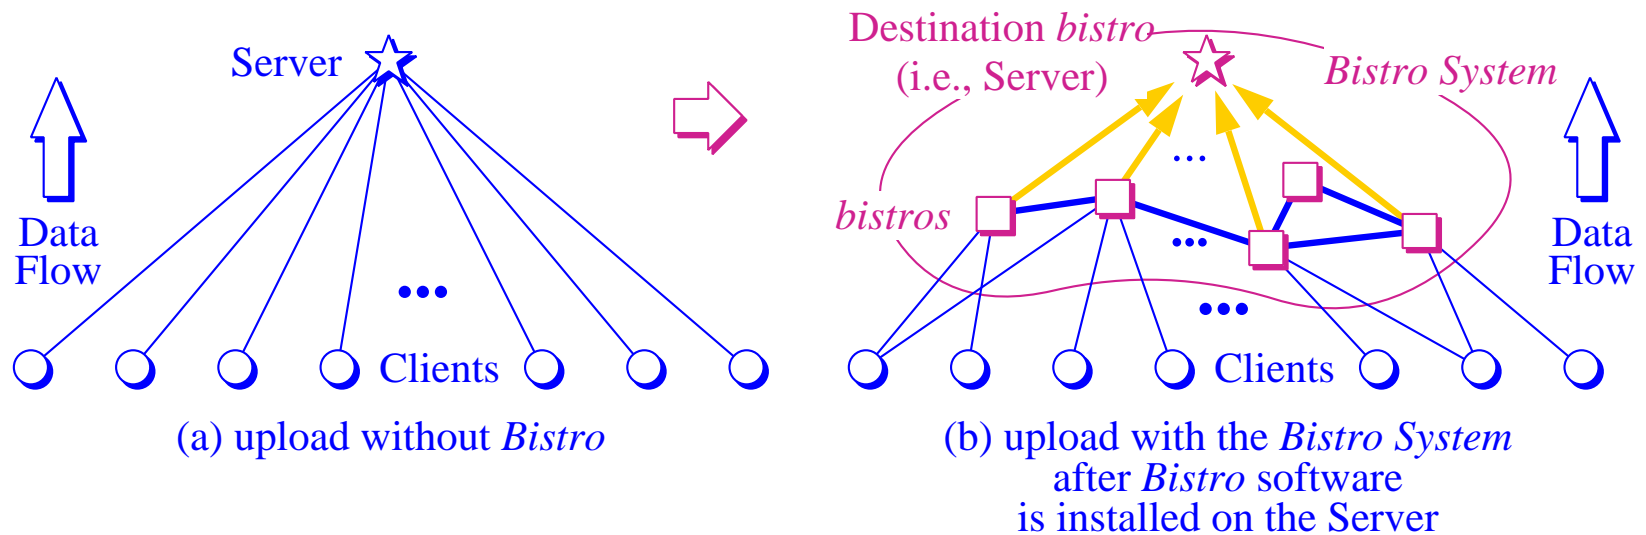 Server
Data
Flow
•••
Clients
(a) upload without Bistro
Destination bistro
(i.e., Server)
Bistro System
...
bistros
...
Data
Flow
•••
Clients
(b) upload with the Bistro System
after Bistro software
is installed on the Server